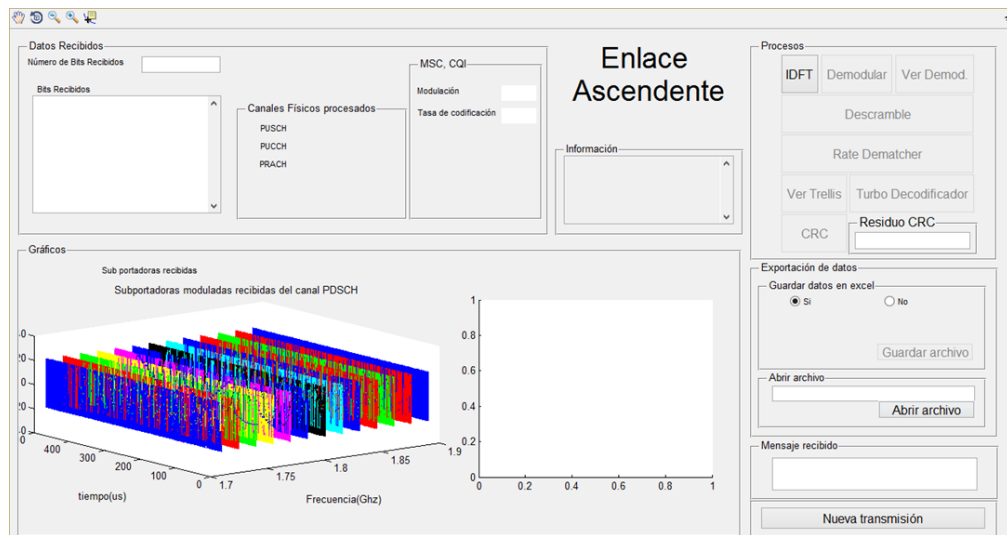 Datos Recibidos
Número de Bits Recibidos
Bits Recibidos
Canales Físicos procesados
PUSCH
PUCCH
PRACH
MSC, CQI
Modulación
Tasa de codificación
Enlace
Ascendente
Información
Procesos
IDFT
Demodular
Ver Demod.
Descramble
Rate Dematcher
Ver Trellis
Turbo Decodificador
CRC
Residuo CRC
Exportación de datos
Guardar datos en excel
Si
No
Guardar archivo
Abrir archivo
Abrir archivo
Mensaje recibido
Nueva transmisión
Gráficos
Sub portadoras recibidas
Subportadoras moduladas recibidas del canal PDSCH
20
0
20
0
400
300
200
100
0
tiempo(us)
1.7
1.75
1.8
1.85
1.9
Frecuencia(Ghz)
1
0.8
0.6
0.4
0.2
0
0
0.2
0.4
0.6
0.8
1